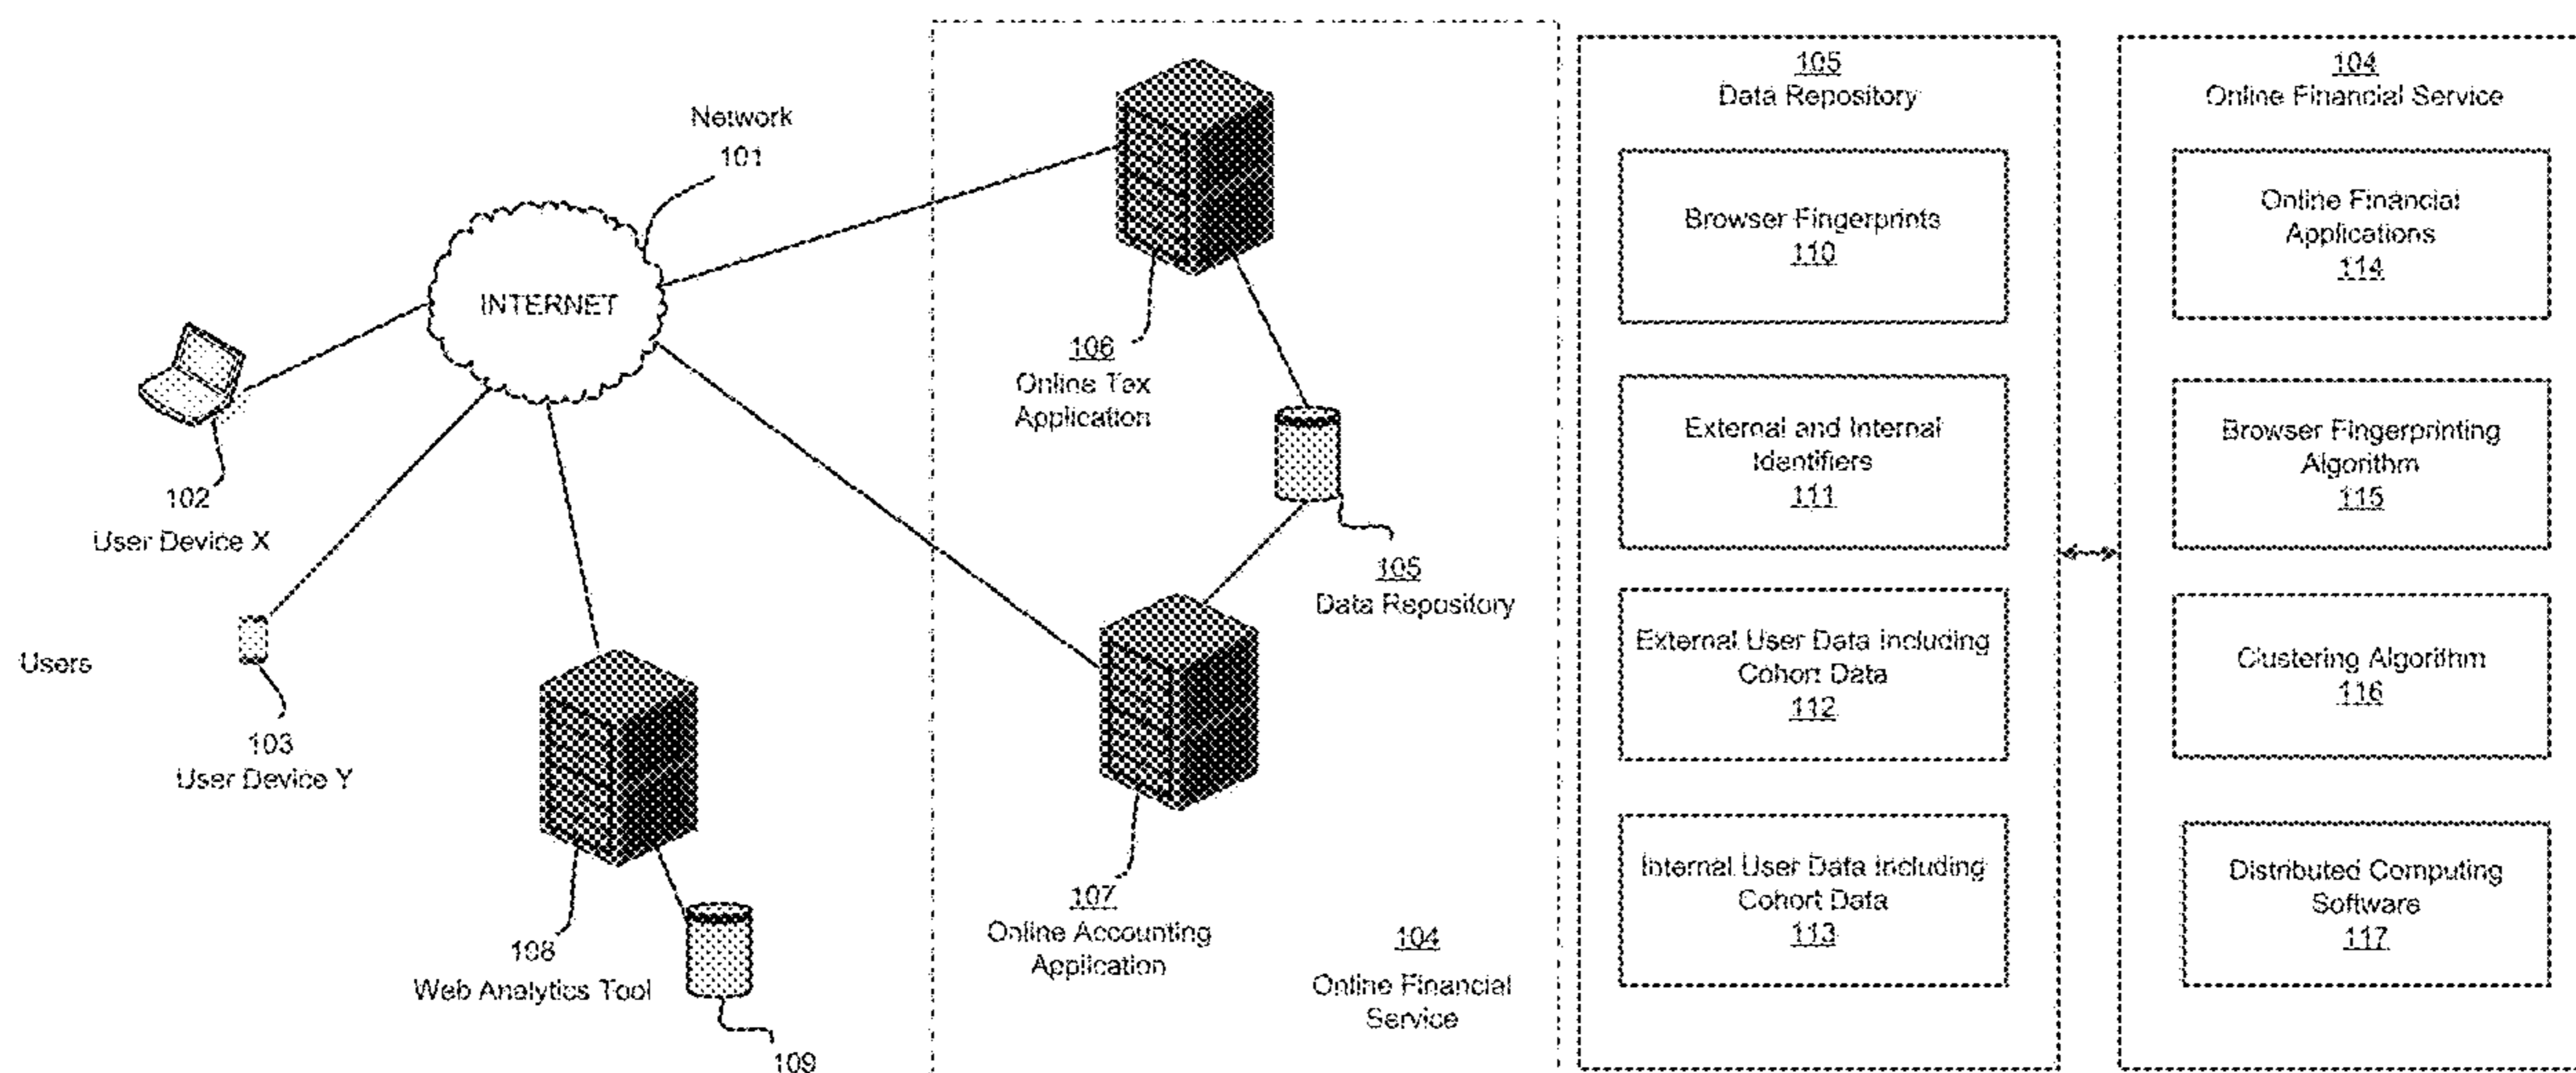 Network
101
INTERNET
102
User Device X
Users
103
User Device Y
108
Web Analytics Tool
109
106
Online Tax
Application
105
Data Repository
107
Online Accounting
Application
104
Online Financial
Service
105
Data Repository
Browser Fingerprints
110
External and Internal
Identifiers
111
External User Data Including
Cohort Data
112
Internal User Data Including
Cohort Data
113
104
Online Financial Service
Online Financial
Applications
114
Browser Fingerprinting
Algorithm
115
Clustering Algorithm
116
Distributed Computing
Software
117